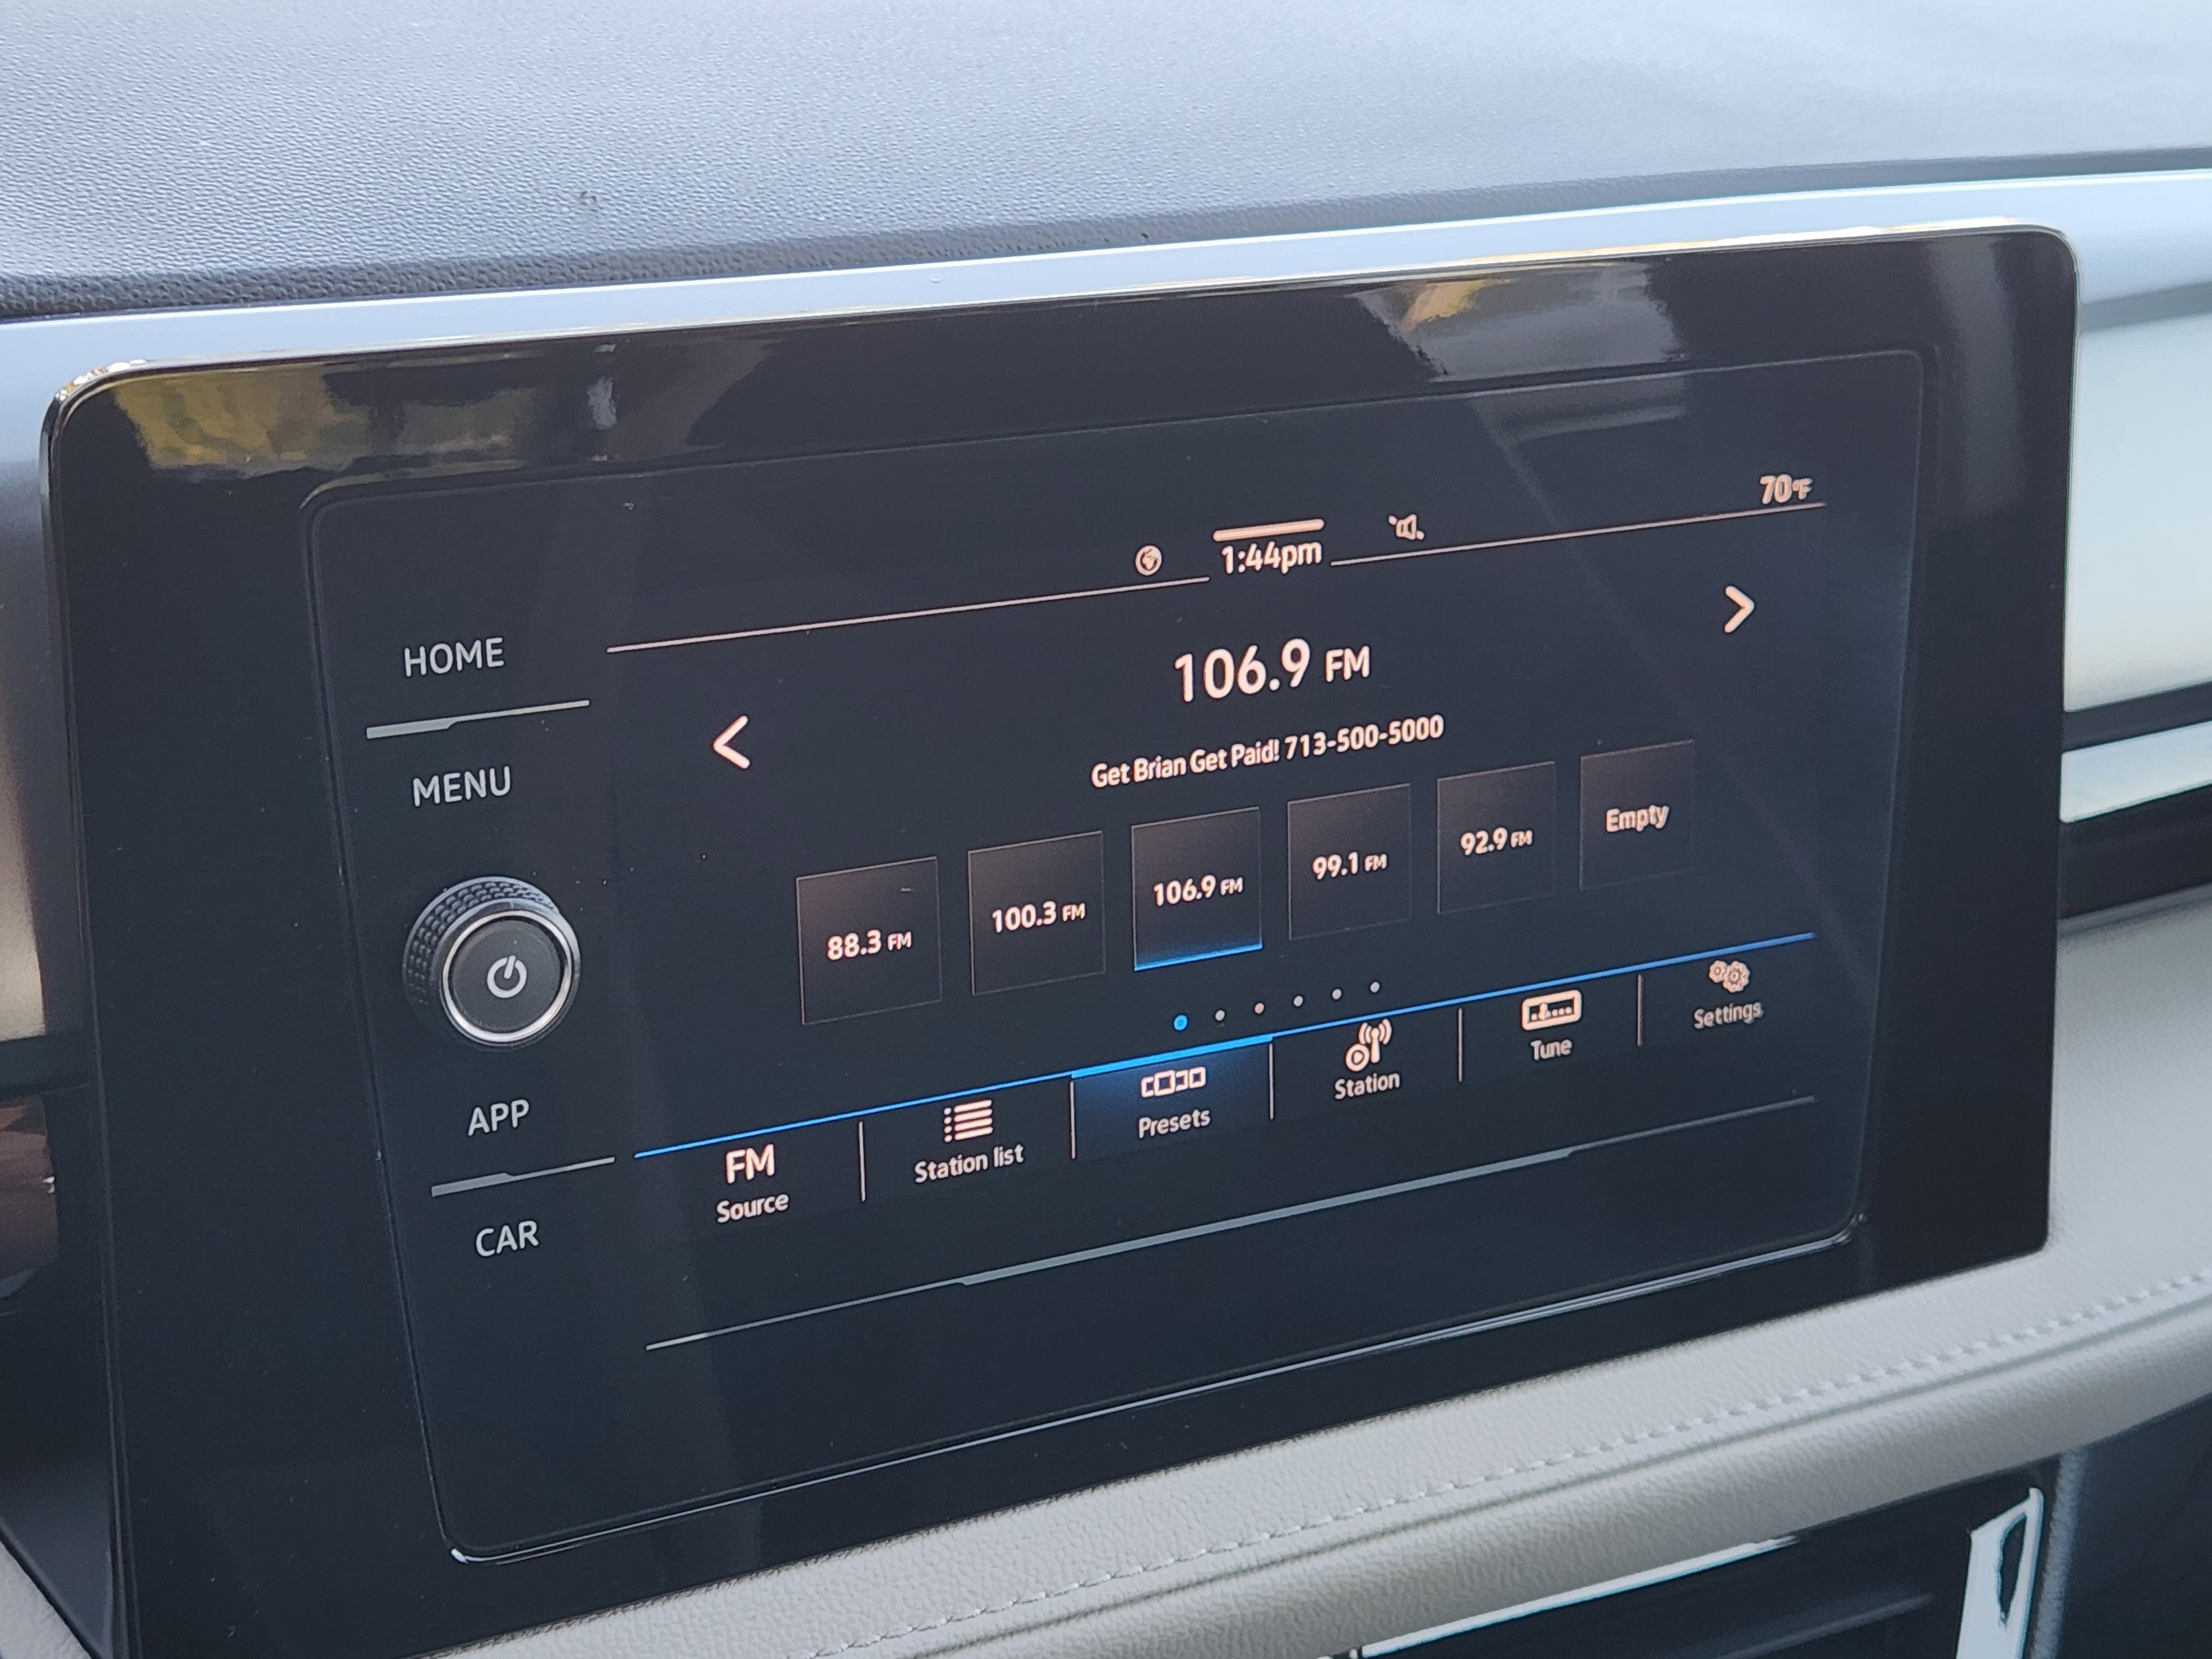 70°F
1:44pm
HOME
106.9 FM
MENU
Get Brian Get Paid! 713-500-5000
88.3 FM
100.3 FM
106.9 FM
99.1 FM
92.9 FM
Empty
APP
FM
Source
Station list
Presets
Station
Tune
Settings
CAR